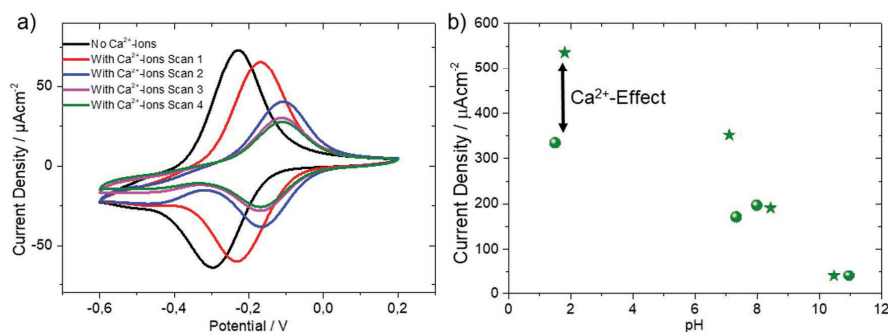 a)
No Ca²⁺-Ions
With Ca²⁺-Ions Scan 1
With Ca²⁺-Ions Scan 2
With Ca²⁺-Ions Scan 3
With Ca²⁺-Ions Scan 4
Current Density / µAcm⁻²
50
0
-50
-0,6
-0,4
-0,2
0,0
0,2
Potential / V
b)
Current Density / µAcm⁻²
600
500
400
300
200
100
0
Ca²⁺-Effect
0
2
4
6
8
10
12
pH